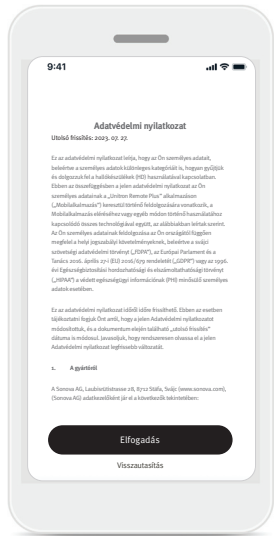 9:41
Adatvédelmi nyilatkozat
Utolsó frissítés: 2023. 07. 27.
Ez az adatvédelmi nyilatkozat leírja, hogy az Ön személyes adatait,
beleértve a személyes adatok különleges kategóriáit is, hogyan gyűjtjük
és dolgozzuk fel a hallókészülékek (HD) használatával kapcsolatban.
Ebben az összefüggésben a jelen adatvédelmi nyilatkozat az Ön
személyes adatainak a „Unitron Remote Plus” alkalmazáson
(„Mobilalkalmazás”) keresztül történő feldolgozására vonatkozik, a
Mobilalkalmazás eléréséhez vagy egyéb módon történő használatához
kapcsolódó összes technológiával együtt, az alábbiakban leírtak szerint.
Az Ön személyes adatainak feldolgozása az Ön országától függően
megfelel a helyi jogszabályi követelményeknek, beleértve a svájci
szövetségi adatvédelmi törvényt („FDPA”), az Európai Parlament és a
Tanács 2016. április 27-i (EU) 2016/679 rendeletét („GDPR”) vagy az 1996.
évi Egészségbiztosítási hordozhatósági és elszámoltathatósági törvényt
(„HIPAA”) a védett egészségügyi információnak (PHI) minősülő személyes
adatok esetében.
Ez az adatvédelmi nyilatkozat időről időre frissíthető. Ebben az esetben
tájékoztatni fogjuk Önt arról, hogy a jelen Adatvédelmi nyilatkozatot
módosítottuk, és a dokumentum elején található „utolsó frissítés”
dátuma is módosul. Javasoljuk, hogy rendszeresen olvassa el a jelen
Adatvédelmi nyilatkozat legfrissebb változatát.
1. A gyártóról
A Sonova AG, Laubisrütistrasse 28, 8712 Stäfa, Svájc (www.sonova.com),
(Sonova AG) adatkezelőként jár el a következők tekintetében:
Elfogadás
Visszautasítás